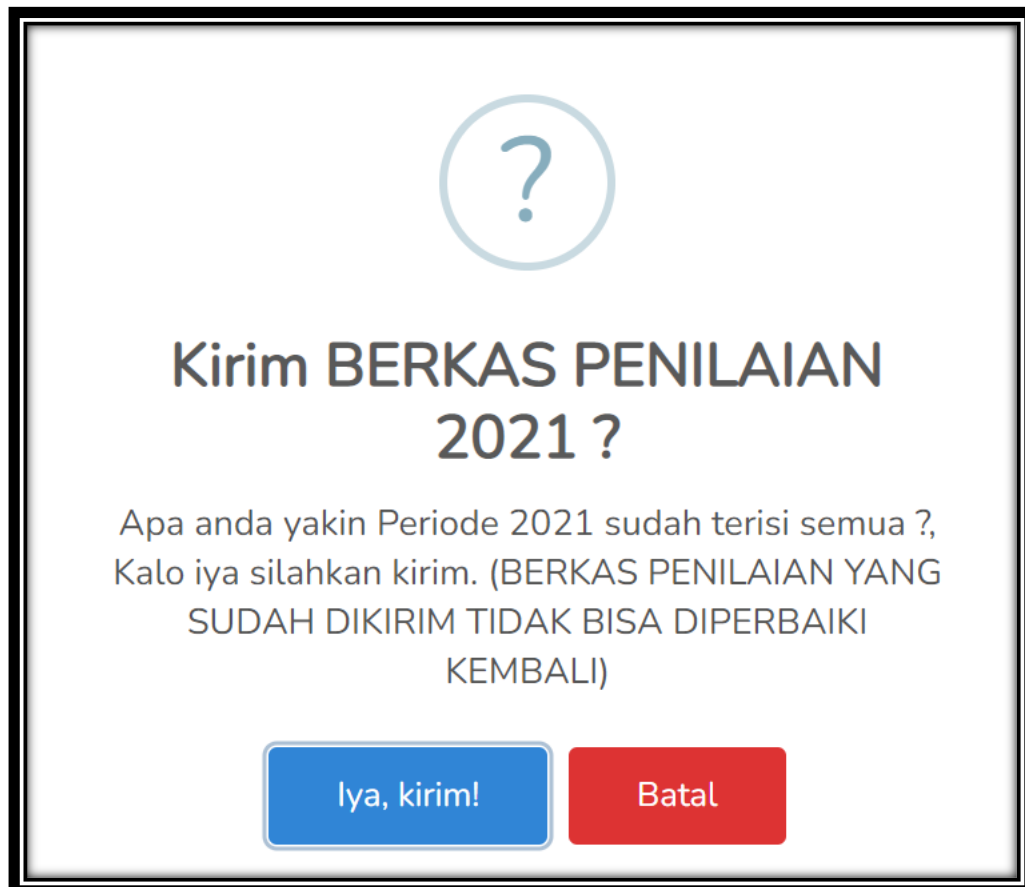 ?
Kirim BERKAS PENILAIAN
2021 ?
Apa anda yakin Periode 2021 sudah terisi semua ?,
Kalo iya silahkan kirim. (BERKAS PENILAIAN YANG
SUDAH DIKIRIM TIDAK BISA DIPERBAIKI
KEMBALI)
Iya, kirim! Batal